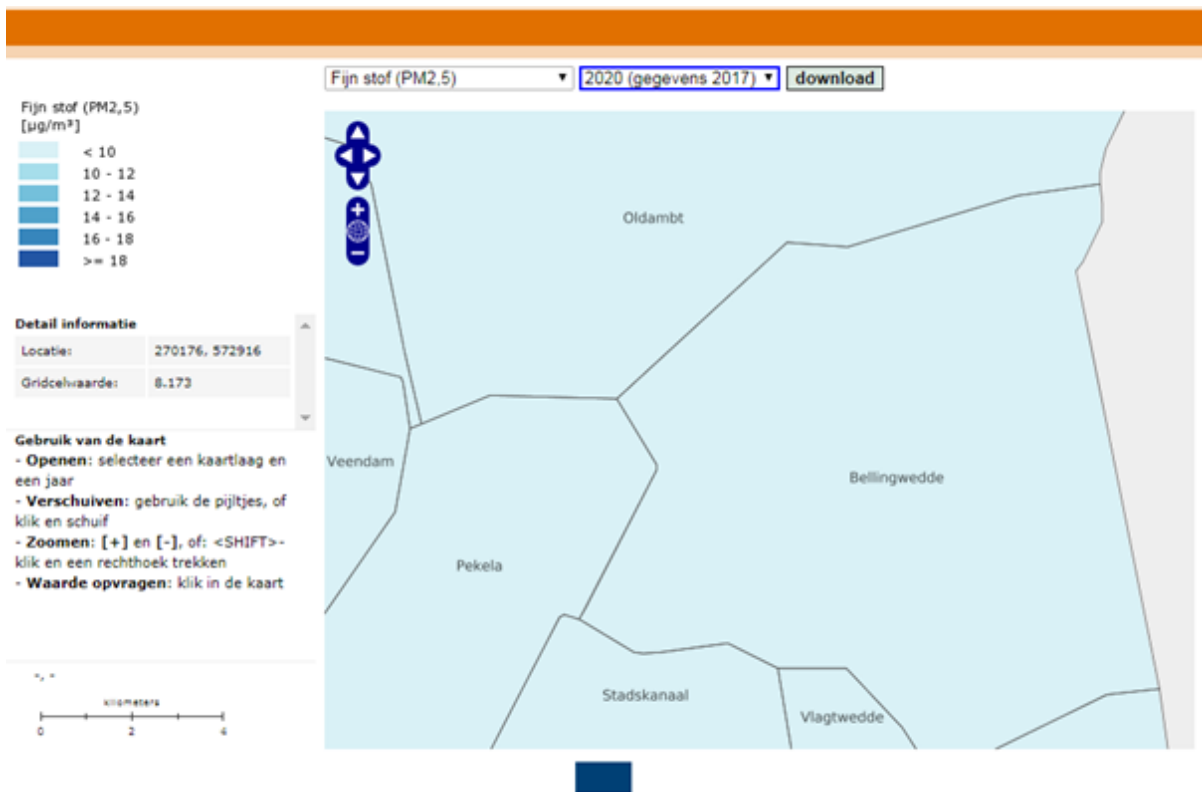 Fijn stof (PM2,5)
2020 (gegevens 2017)
download
Fijn stof (PM2,5)
[µg/m³]
< 10
10 - 12
12 - 14
14 - 16
16 - 18
>= 18
Detail informatie
Locatie: 270176, 572916
Gridcelwaarde: 8.173
Gebruik van de kaart
- Openen: selecteer een kaartlaag en
een jaar
- Verschuiven: gebruik de pijltjes, of
klik en schuif
- Zoomen: [+] en [-], of: <SHIFT>-
klik en een rechthoek trekken
- Waarde opvragen: klik in de kaart
-, -
kilometers
0 2 4
Oldambt
Veendam
Bellingwedde
Pekela
Stadskanaal
Vlagtwedde